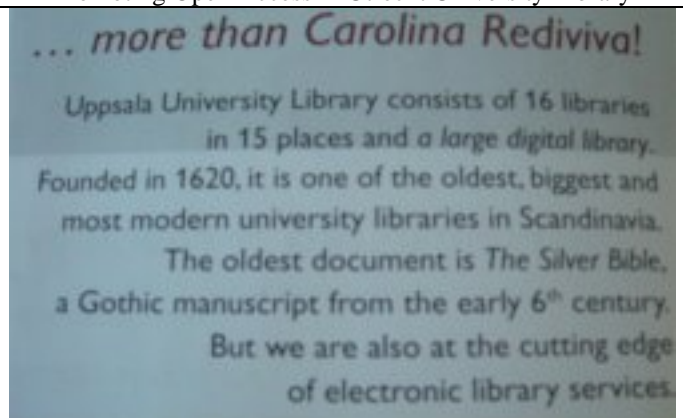 ... more than Carolina Rediviva!
Uppsala University Library consists of 16 libraries
in 15 places and a large digital library.
Founded in 1620, it is one of the oldest, biggest and
most modern university libraries in Scandinavia.
The oldest document is The Silver Bible,
a Gothic manuscript from the early 6th century.
But we are also at the cutting edge
of electronic library services.